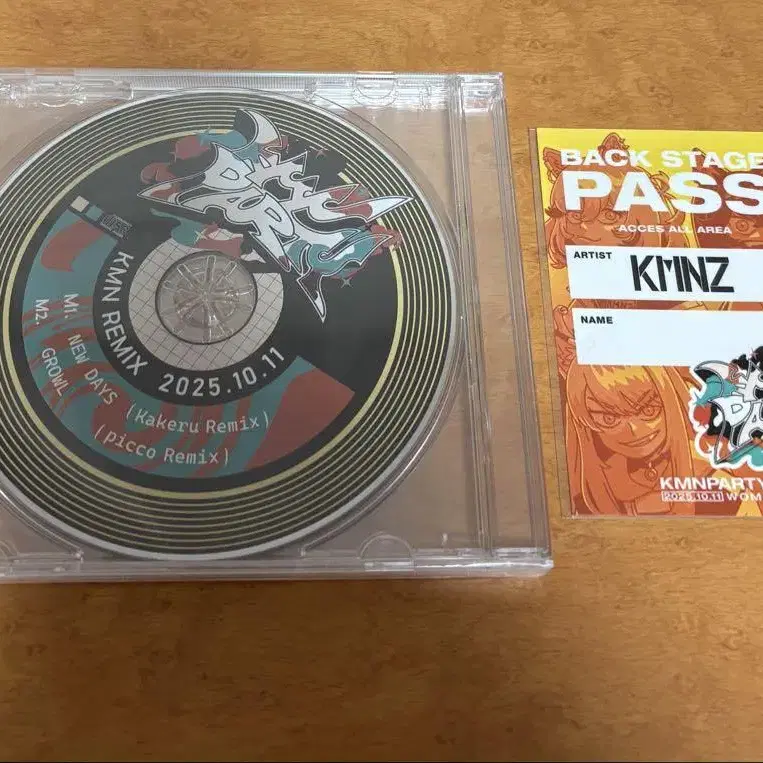 KMN REMIX 2025.10.11
M1. NEW DAYS (Kakeru Remix)
M2. GROWL (picco Remix)
BACK STAGE
PASS
ACCES ALL AREA
ARTIST
KMNZ
NAME
KMNPARTY
2025.10.11 WOM